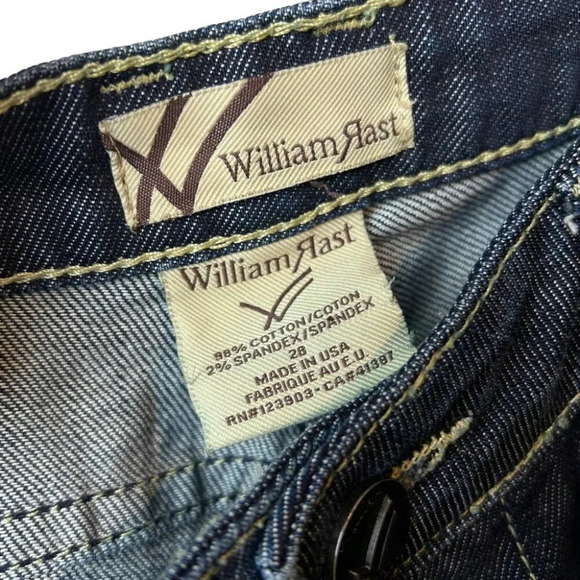 William Rast
William Rast
98% COTTON/COTON
2% SPANDEX/SPANDEX
28
MADE IN USA
FABRIQUE AU E.U.
RN#123903 - CA#41397